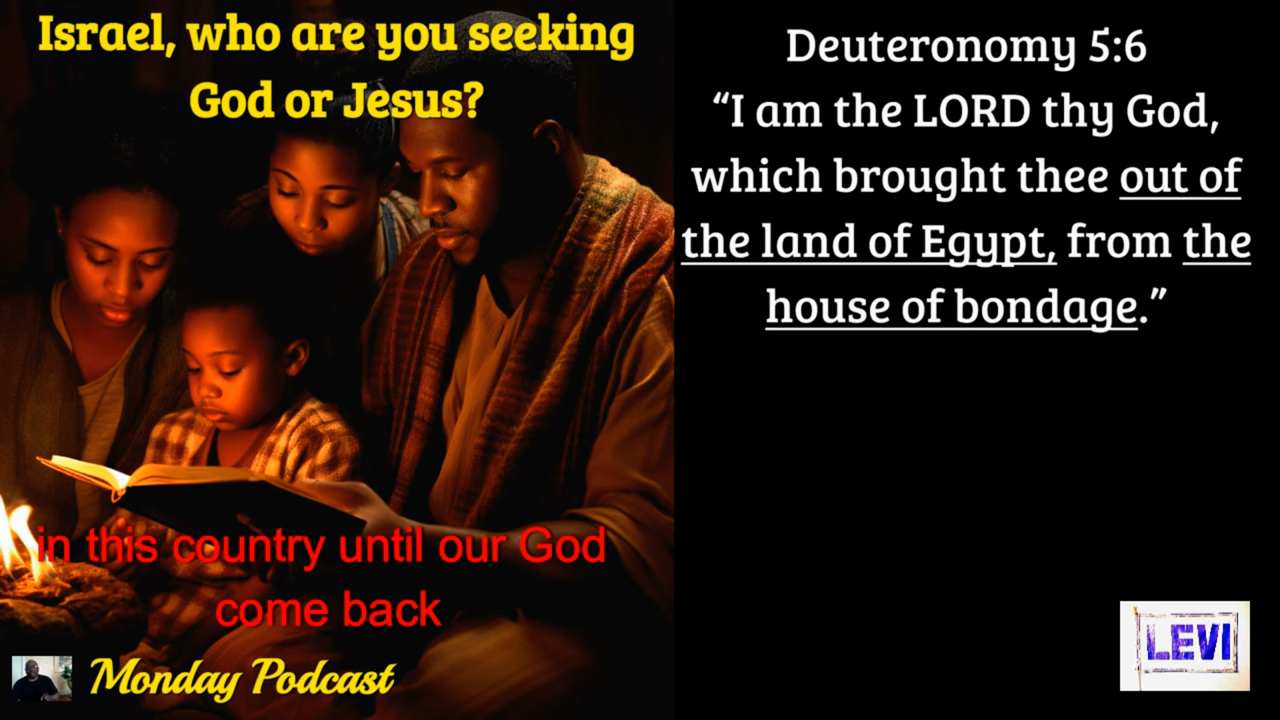 Israel, who are you seeking
God or Jesus?
in this country until our God
come back
Monday Podcast
Deuteronomy 5:6
“I am the LORD thy God,
which brought thee out of
the land of Egypt, from the
house of bondage.”
LEVI